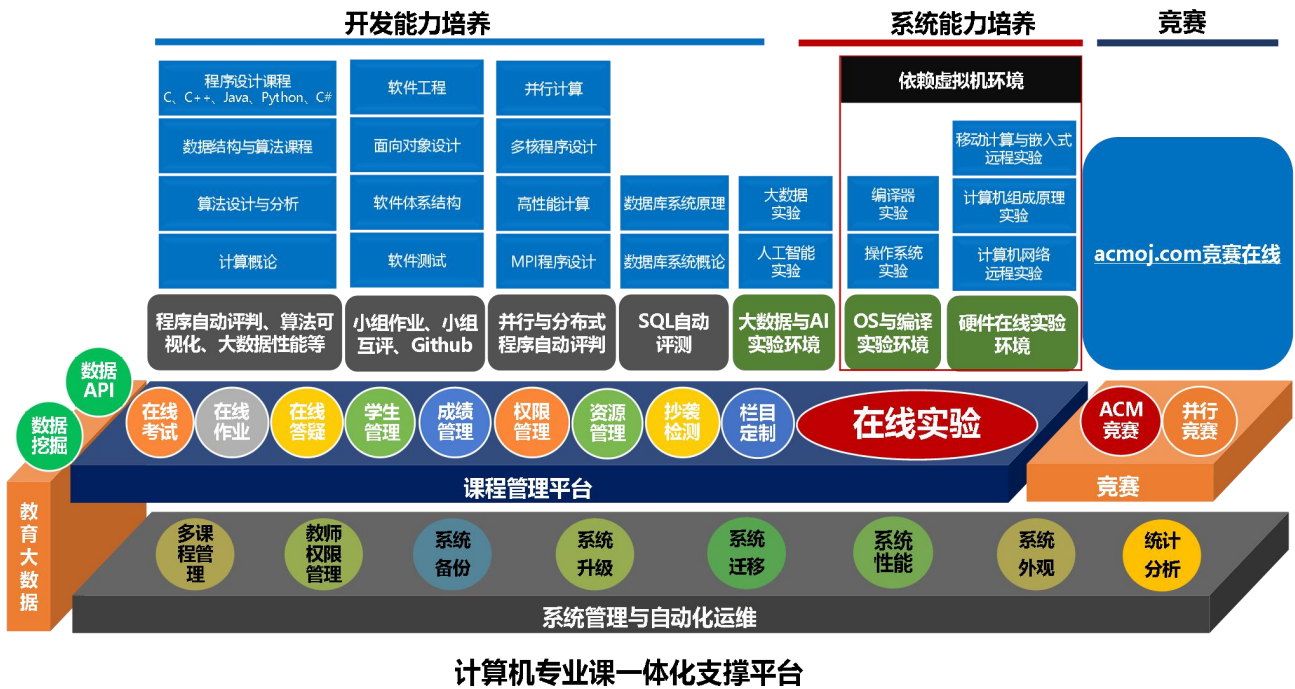 开发能力培养
系统能力培养
竞赛
程序设计课程
C、C++、Java、Python、C#
数据结构与算法课程
算法设计与分析
计算概论
软件工程
面向对象设计
软件体系结构
软件测试
并行计算
多核程序设计
高性能计算
MPI程序设计
数据库系统原理
数据库系统概论
大数据
实验
人工智能
实验
依赖虚拟机环境
编译器
实验
操作系统
实验
移动计算与嵌入式
远程实验
计算机组成原理
实验
计算机网络
远程实验
acmoj.com竞赛在线
程序自动评判、算法可
视化、大数据性能等
小组作业、小组
互评、Github
并行与分布式
程序自动评判
SQL自动
评测
大数据与AI
实验环境
OS与编译
实验环境
硬件在线实验
环境
数据
API
数据
挖掘
教
育
大
数
据
在线
考试
在线
作业
在线
答疑
学生
管理
成绩
管理
权限
管理
资源
管理
抄袭
检测
栏目
定制
在线实验
ACM
竞赛
并行
竞赛
课程管理平台
竞赛
多课
程管
理
教师
权限
管理
系统
备份
系统
升级
系统
迁移
系统
性能
系统
外观
统计
分析
系统管理与自动化运维
计算机专业课一体化支撑平台